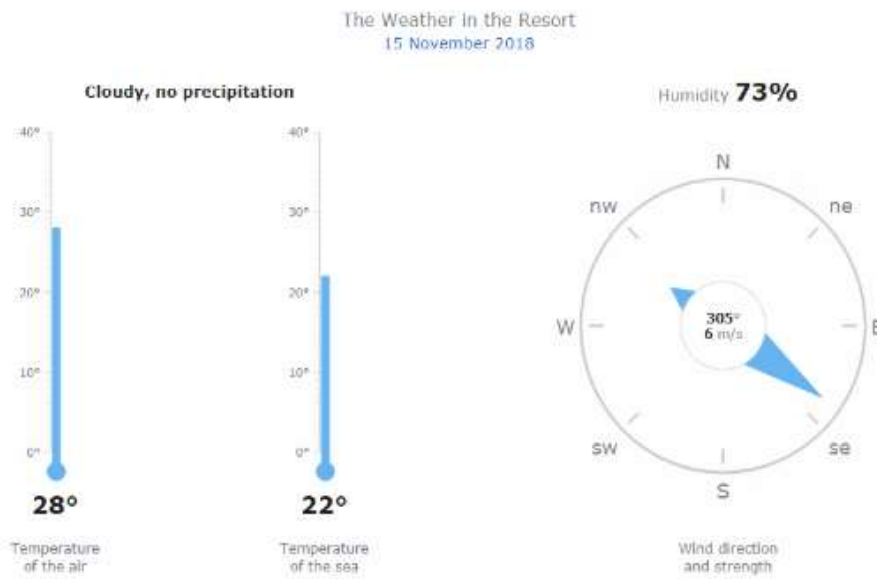 The Weather in the Resort
15 November 2018
Cloudy, no precipitation
Humidity 73%
40°
30°
20°
10°
0°
28°
Temperature
of the air
40°
30°
20°
10°
0°
22°
Temperature
of the sea
N
nw
ne
W
305°
6 m/s
E
sw
se
S
Wind direction
and strength